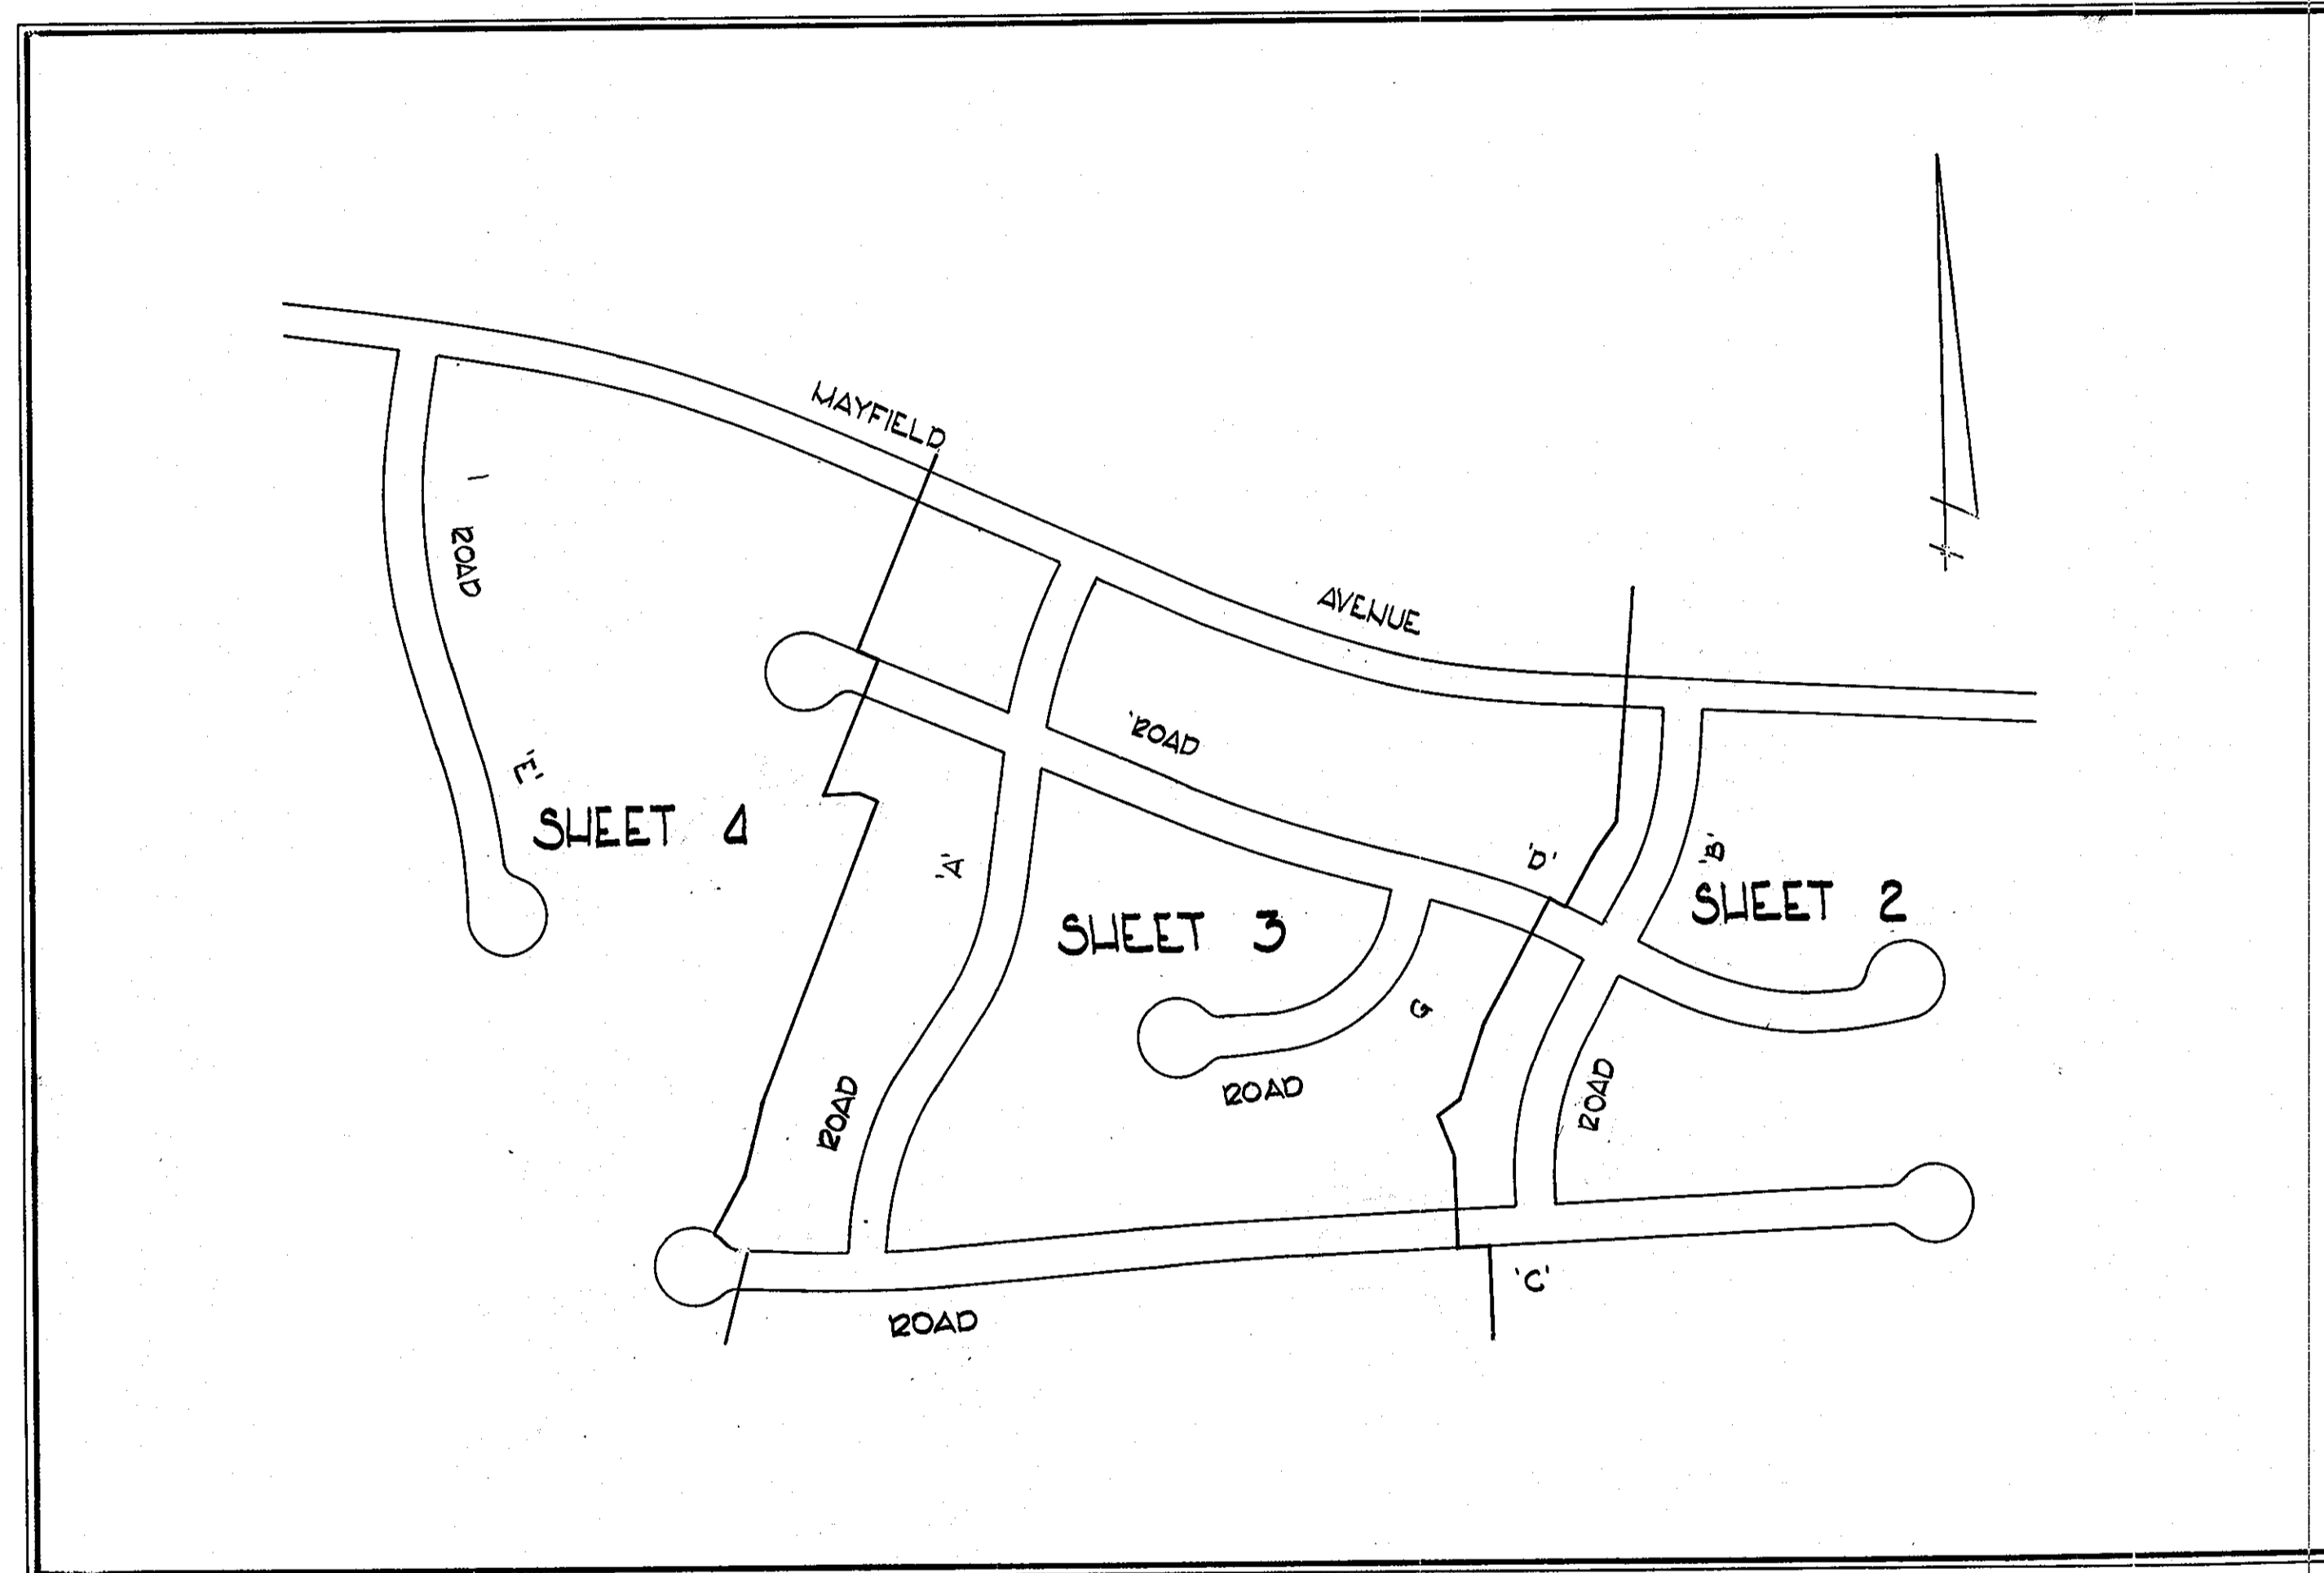 MAYFIELD
AVENUE
ROAD
'E'
SHEET 4
'ROAD
'D'
'A'
'B'
SHEET 3
SHEET 2
G
ROAD
ROAD
ROAD
ROAD
'C'